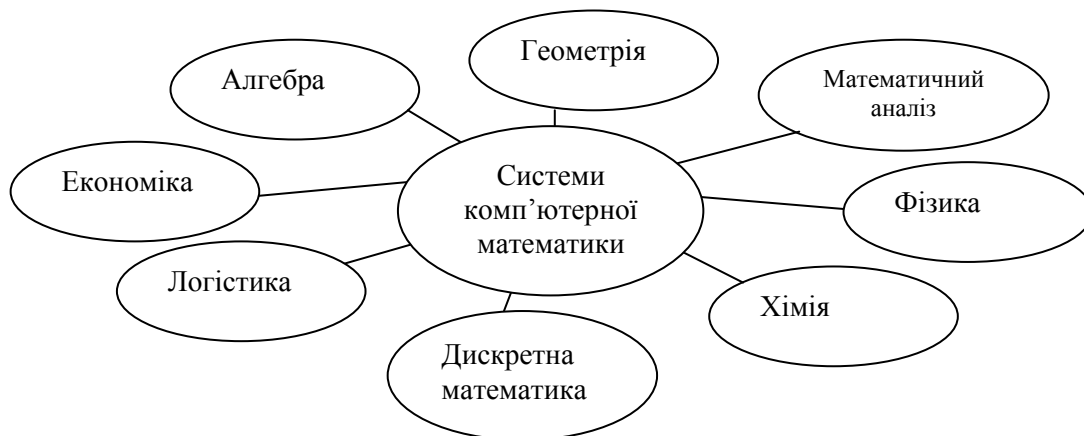 Геометрія
Алгебра
Математичний
аналіз
Економіка
Системи
комп’ютерної
математики
Фізика
Логістика
Хімія
Дискретна
математика